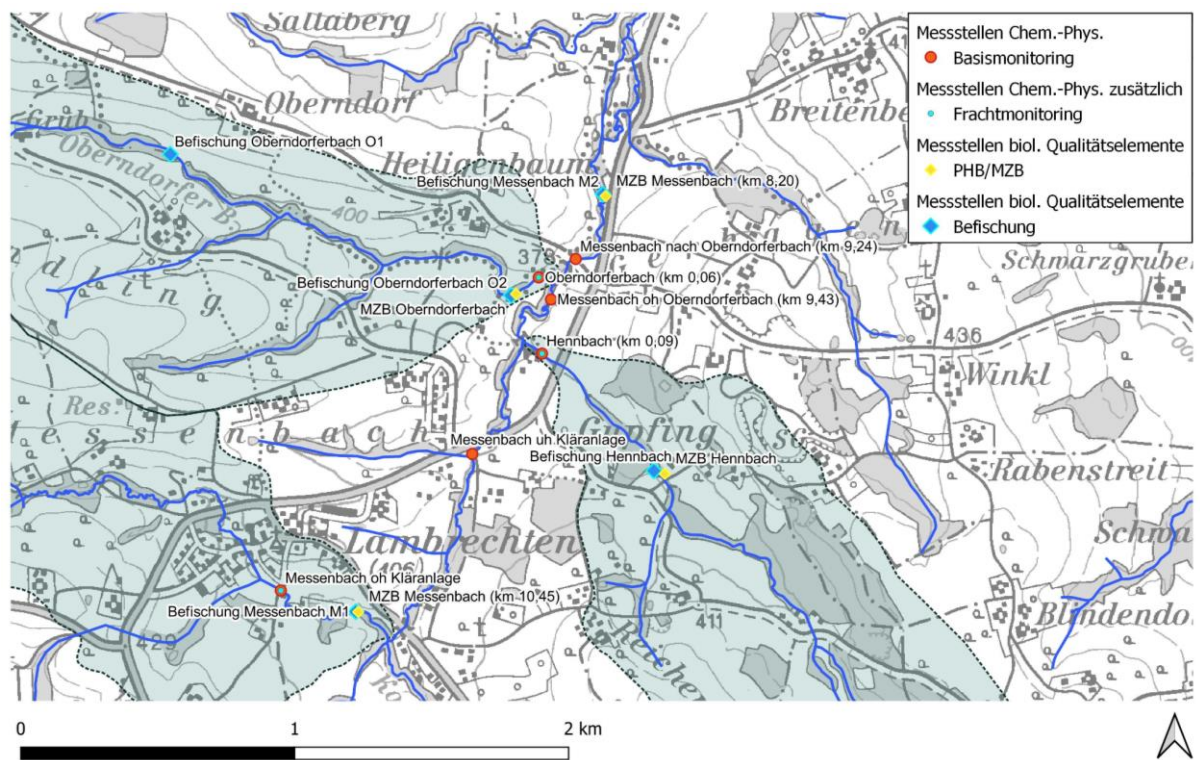 Saltaberg
Oberndorf
Breitenbe
Grub
Oberndorfer B.
400
Heiligenbaum
Befischung Oberndorferbach O1
Befischung Messenbach M2
MZB Messenbach (km 8,20)
Messenbach nach Oberndorferbach (km 9,24)
378
Oberndorferbach (km 0,06)
Befischung Oberndorferbach O2
MZB Oberndorferbach
Messenbach oh Oberndorferbach (km 9,43)
Hennbach (km 0,09)
Schmarzgrube
436
Winkl
Res.
Messenbach uh Kläranlage
Gopfing
Befischung Hennbach
MZB Hennbach
Rabenstreit
Lambrechten
Messenbach oh Kläranlage
MZB Messenbach (km 10,45)
Befischung Messenbach M1
429
411
Blindendo
Messstellen Chem.-Phys.
Basismonitoring
Messstellen Chem.-Phys. zusätzlich
Frachtmonitoring
Messstellen biol. Qualitätselemente
PHB/MZB
Messstellen biol. Qualitätselemente
Befischung
0 1 2 km